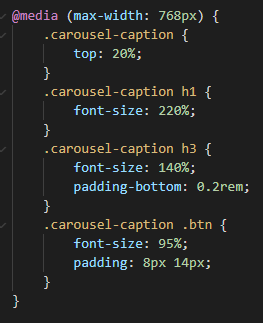 @media (max-width: 768px) {
    .carousel-caption {
        top: 20%;
    }
    .carousel-caption h1 {
        font-size: 220%;
    }
    .carousel-caption h3 {
        font-size: 140%;
        padding-bottom: 0.2rem;
    }
    .carousel-caption .btn {
        font-size: 95%;
        padding: 8px 14px;
    }
}